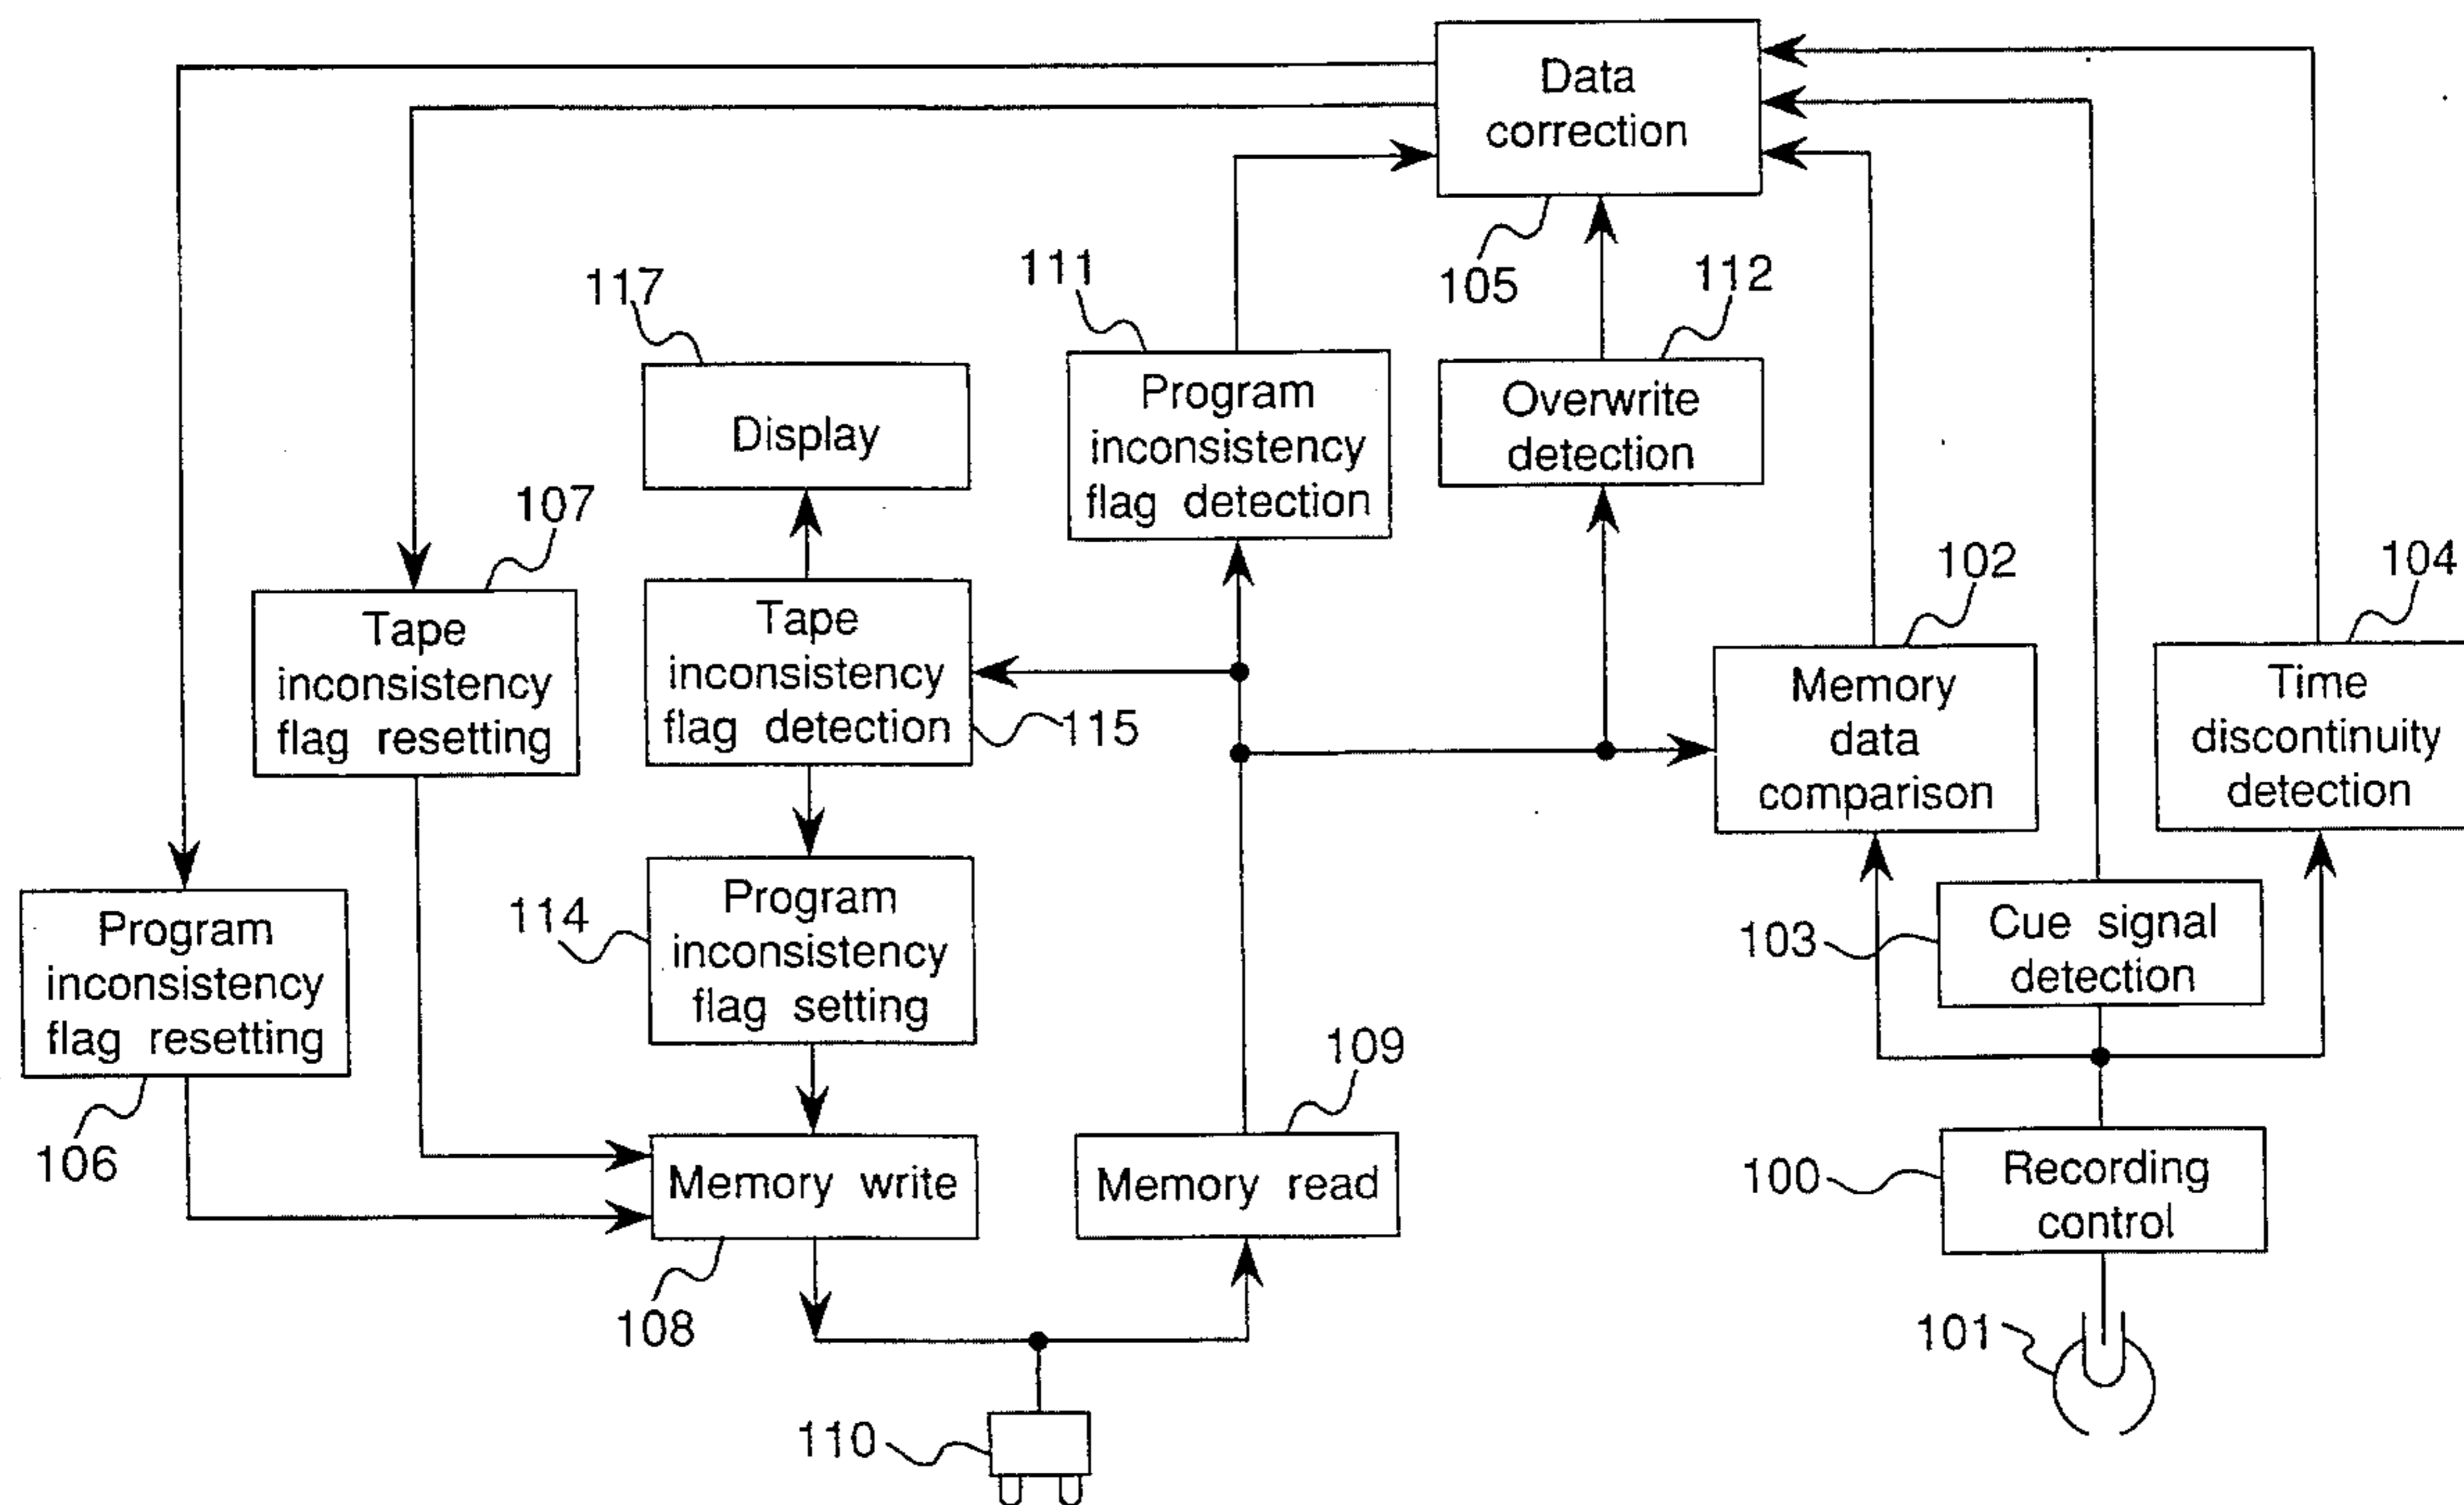 Data
correction
105
111
112
117
Program
inconsistency
flag detection
Overwrite
detection
Display
107
102
104
Tape
inconsistency
flag resetting
Tape
inconsistency
flag detection
115
Memory
data
comparison
Time
discontinuity
detection
114
Program
inconsistency
flag setting
103
Cue signal
detection
Program
inconsistency
flag resetting
106
109
Memory write
108
Memory read
100
Recording
control
101
110